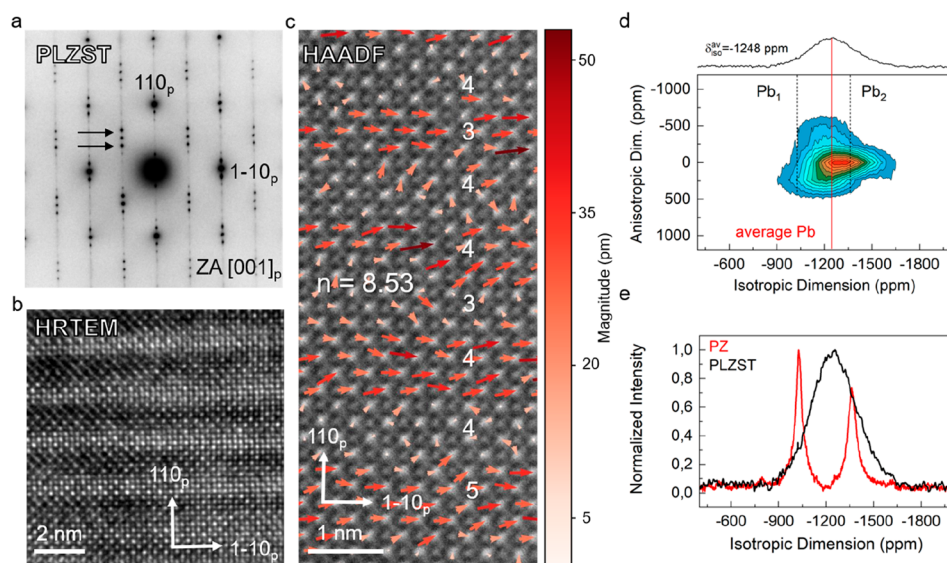 a
PLZST
110p
1-10p
ZA [001]p
b
HRTEM
110p
1-10p
2 nm
c
HAADF
4
3
4
4
n = 8.53
3
4
4
5
110p
1-10p
1 nm
50
35
20
5
Magnitude (pm)
d
δisoav=-1248 ppm
Pb1
Pb2
-1000
-500
0
500
1000
Anisotropic Dim. (ppm)
average Pb
-600 -900 -1200 -1500 -1800
Isotropic Dimension (ppm)
e
PZ
PLZST
1,0
0,8
0,6
0,4
0,2
0,0
Normalized Intensity
-600 -900 -1200 -1500 -1800
Isotropic Dimension (ppm)